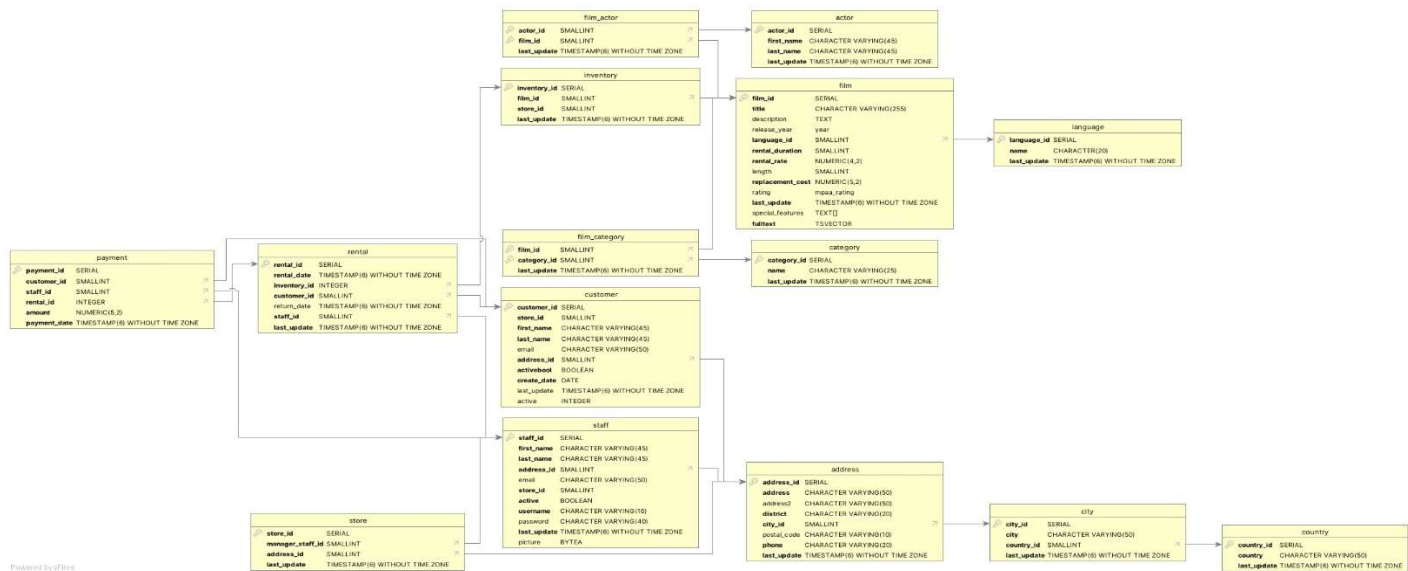 film_actor
actor_id SMALLINT
film_id SMALLINT
last_update TIMESTAMP(6) WITHOUT TIME ZONE
actor
actor_id SERIAL
first_name CHARACTER VARYING(45)
last_name CHARACTER VARYING(45)
last_update TIMESTAMP(6) WITHOUT TIME ZONE
inventory
inventory_id SERIAL
film_id SMALLINT
store_id SMALLINT
last_update TIMESTAMP(6) WITHOUT TIME ZONE
film
film_id SERIAL
title CHARACTER VARYING(255)
description TEXT
release_year year
language_id SMALLINT
rental_duration SMALLINT
rental_rate NUMERIC(4,2)
length SMALLINT
replacement_cost NUMERIC(5,2)
rating mpaa_rating
last_update TIMESTAMP(6) WITHOUT TIME ZONE
special_features TEXT[]
fulltext TSVECTOR
language
language_id SERIAL
name CHARACTER(20)
last_update TIMESTAMP(6) WITHOUT TIME ZONE
payment
payment_id SERIAL
customer_id SMALLINT
staff_id SMALLINT
rental_id INTEGER
amount NUMERIC(5,2)
payment_date TIMESTAMP(6) WITHOUT TIME ZONE
rental
rental_id SERIAL
rental_date TIMESTAMP(6) WITHOUT TIME ZONE
inventory_id INTEGER
customer_id SMALLINT
return_date TIMESTAMP(6) WITHOUT TIME ZONE
staff_id SMALLINT
last_update TIMESTAMP(6) WITHOUT TIME ZONE
film_category
film_id SMALLINT
category_id SMALLINT
last_update TIMESTAMP(6) WITHOUT TIME ZONE
category
category_id SERIAL
name CHARACTER VARYING(25)
last_update TIMESTAMP(6) WITHOUT TIME ZONE
customer
customer_id SERIAL
store_id SMALLINT
first_name CHARACTER VARYING(45)
last_name CHARACTER VARYING(45)
email CHARACTER VARYING(50)
address_id SMALLINT
activebool BOOLEAN
create_date DATE
last_update TIMESTAMP(6) WITHOUT TIME ZONE
active INTEGER
staff
staff_id SERIAL
first_name CHARACTER VARYING(45)
last_name CHARACTER VARYING(45)
address_id SMALLINT
email CHARACTER VARYING(50)
store_id SMALLINT
active BOOLEAN
username CHARACTER VARYING(16)
password CHARACTER VARYING(40)
last_update TIMESTAMP(6) WITHOUT TIME ZONE
picture BYTEA
store
store_id SERIAL
manager_staff_id SMALLINT
address_id SMALLINT
last_update TIMESTAMP(6) WITHOUT TIME ZONE
address
address_id SERIAL
address CHARACTER VARYING(50)
address2 CHARACTER VARYING(50)
district CHARACTER VARYING(20)
city_id SMALLINT
postal_code CHARACTER VARYING(10)
phone CHARACTER VARYING(20)
last_update TIMESTAMP(6) WITHOUT TIME ZONE
city
city_id SERIAL
city CHARACTER VARYING(50)
country_id SMALLINT
last_update TIMESTAMP(6) WITHOUT TIME ZONE
country
country_id SERIAL
country CHARACTER VARYING(50)
last_update TIMESTAMP(6) WITHOUT TIME ZONE
Powered by yFiles